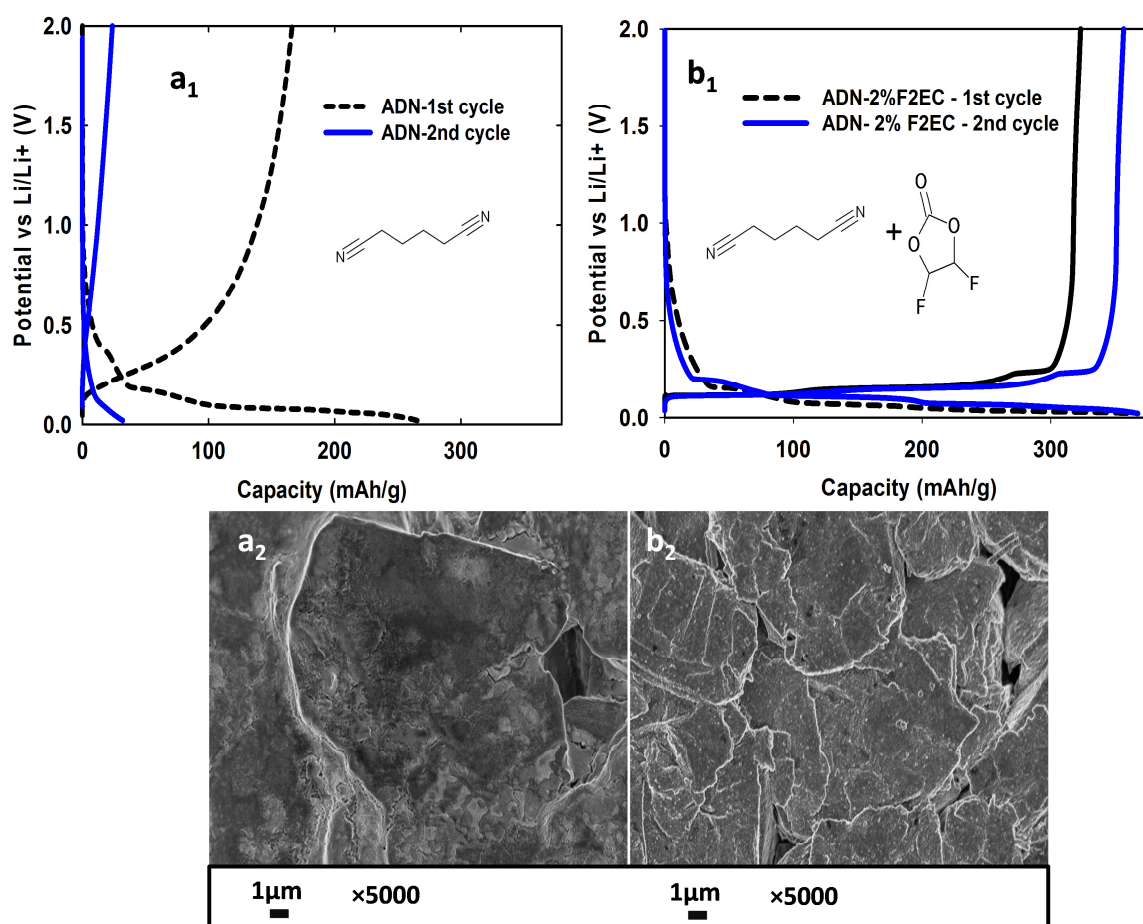 2.0
1.5
1.0
0.5
0.0
Potential vs Li/Li+ (V)
a1
ADN-1st cycle
ADN-2nd cycle
N
N
0 100 200 300
Capacity (mAh/g)
2.0
1.5
1.0
0.5
0.0
Potential vs Li/Li+ (V)
b1
ADN-2%F2EC - 1st cycle
ADN- 2% F2EC - 2nd cycle
N
N
+
O
O
O
F
F
0 100 200 300
Capacity (mAh/g)
a2
b2
1µm ×5000 1µm ×5000